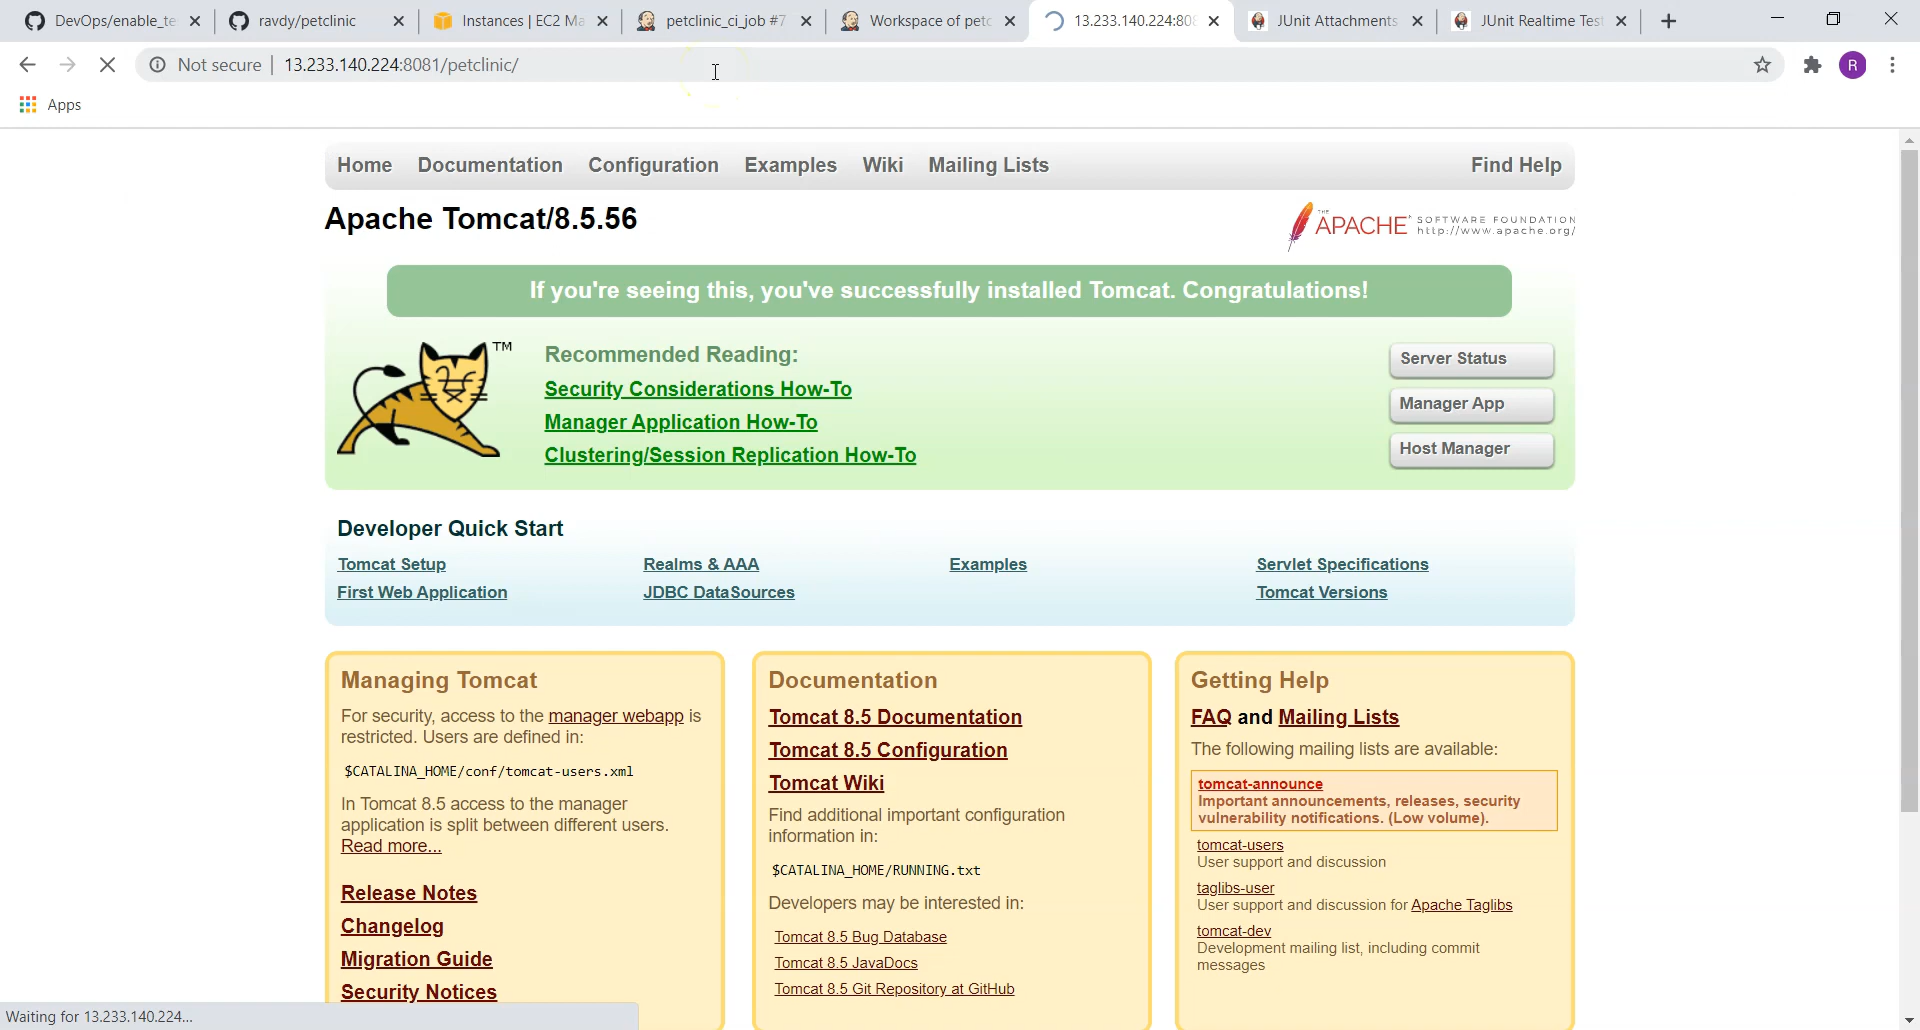 DevOps/enable_te
ravdy/petclinic
Instances | EC2 Ma
petclinic_ci_job #7
Workspace of petc
13.233.140.224:808
JUnit Attachments
JUnit Realtime Test
Not secure
13.233.140.224:8081/petclinic/
R
Apps
Home Documentation Configuration Examples Wiki Mailing Lists Find Help
Apache Tomcat/8.5.56
THE APACHE SOFTWARE FOUNDATION
http://www.apache.org/
If you're seeing this, you've successfully installed Tomcat. Congratulations!
TM
Recommended Reading:
Security Considerations How-To
Manager Application How-To
Clustering/Session Replication How-To
Server Status
Manager App
Host Manager
Developer Quick Start
Tomcat Setup
First Web Application
Realms & AAA
JDBC DataSources
Examples
Servlet Specifications
Tomcat Versions
Managing Tomcat
For security, access to the manager webapp is
restricted. Users are defined in:
$CATALINA_HOME/conf/tomcat-users.xml
In Tomcat 8.5 access to the manager
application is split between different users.
Read more...
Release Notes
Changelog
Migration Guide
Security Notices
Documentation
Tomcat 8.5 Documentation
Tomcat 8.5 Configuration
Tomcat Wiki
Find additional important configuration
information in:
$CATALINA_HOME/RUNNING.txt
Developers may be interested in:
Tomcat 8.5 Bug Database
Tomcat 8.5 JavaDocs
Tomcat 8.5 Git Repository at GitHub
Getting Help
FAQ and Mailing Lists
The following mailing lists are available:
tomcat-announce
Important announcements, releases, security
vulnerability notifications. (Low volume).
tomcat-users
User support and discussion
taglibs-user
User support and discussion for Apache Taglibs
tomcat-dev
Development mailing list, including commit
messages
Waiting for 13.233.140.224...